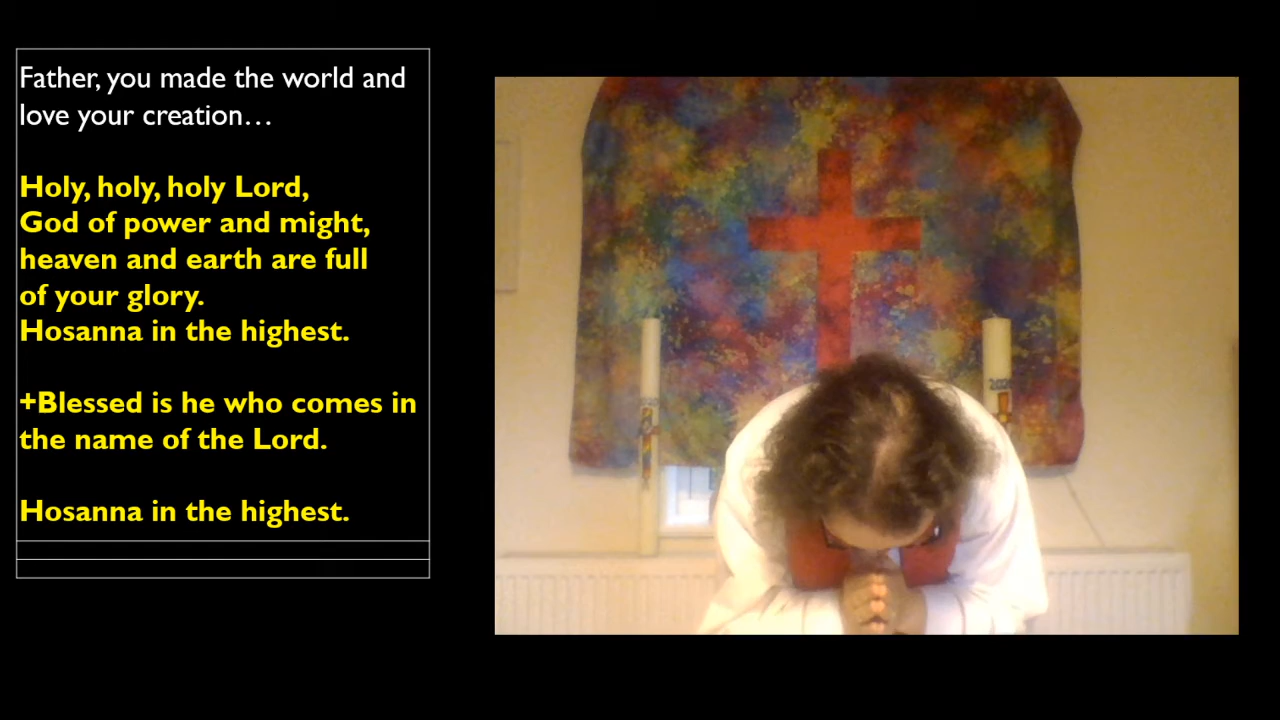 Father, you made the world and
love your creation…
Holy, holy, holy Lord,
God of power and might,
heaven and earth are full
of your glory.
Hosanna in the highest.
+Blessed is he who comes in
the name of the Lord.
Hosanna in the highest.